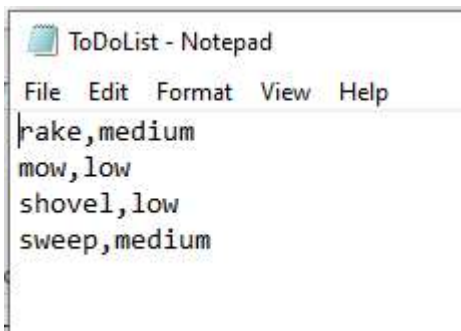 ToDoList - Notepad
File Edit Format View Help
rake,medium
mow,low
shovel,low
sweep,medium